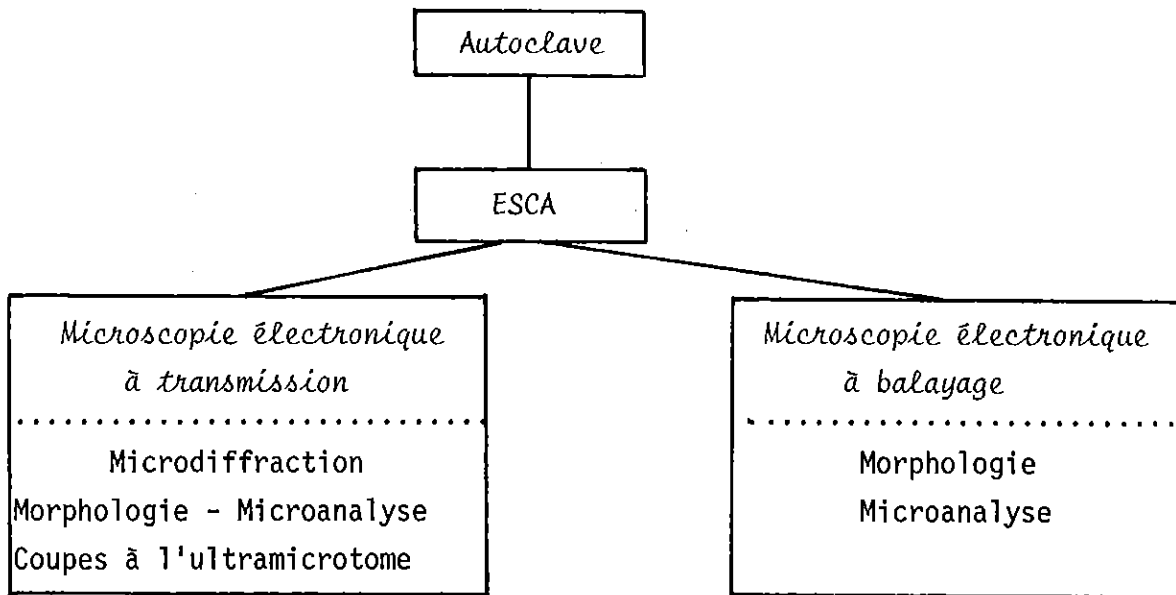 Autoclave
ESCA
Microscopie électronique
à transmission
Microdiffraction
Morphologie - Microanalyse
Coupes à l'ultramicrotome
Microscopie électronique
à balayage
Morphologie
Microanalyse